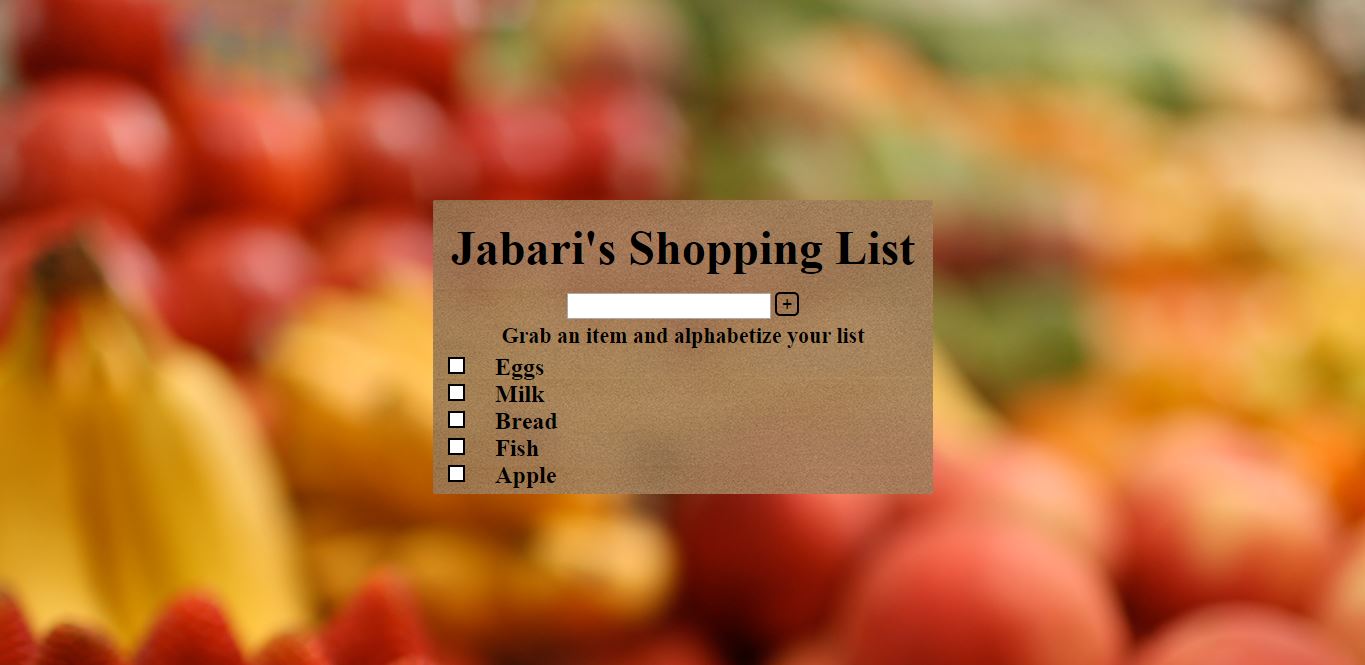 Jabari's Shopping List
+
Grab an item and alphabetize your list
Eggs
Milk
Bread
Fish
Apple